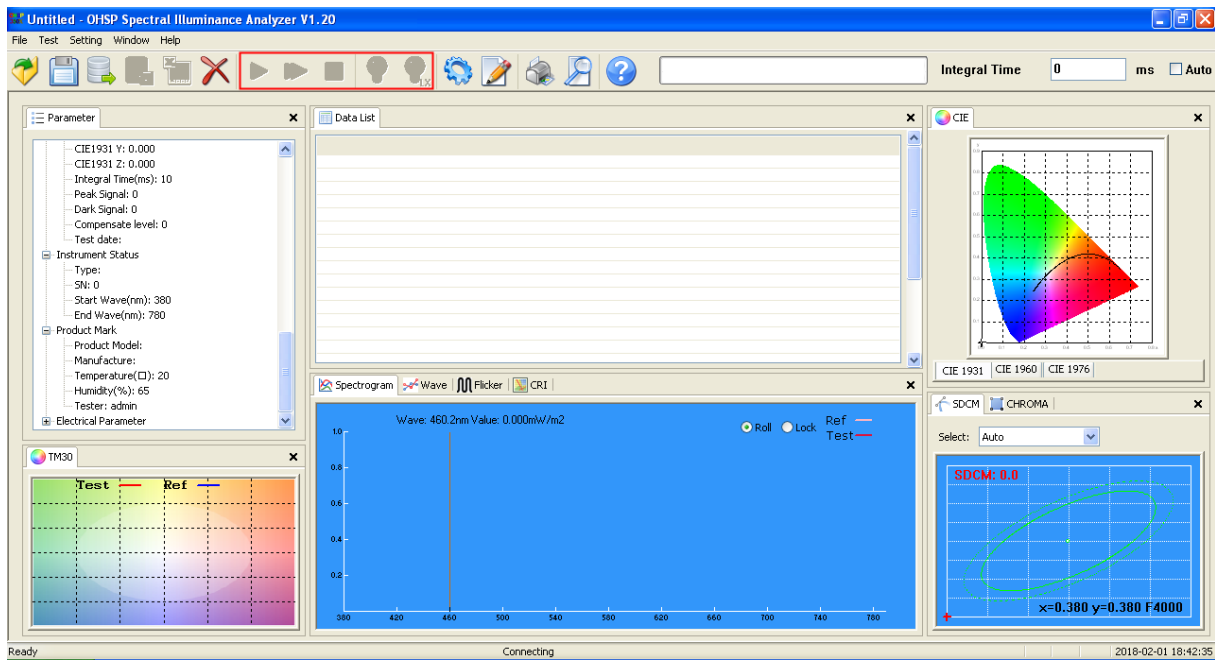 Untitled - OHSP Spectral Illuminance Analyzer V1.20
File Test Setting Window Help
1X
Integral Time 0 ms Auto
Parameter
CIE1931 Y: 0.000
CIE1931 Z: 0.000
Integral Time(ms): 10
Peak Signal: 0
Dark Signal: 0
Compensate level: 0
Test date:
Instrument Status
Type:
SN: 0
Start Wave(nm): 380
End Wave(nm): 780
Product Mark
Product Model:
Manufacture:
Temperature(□): 20
Humidity(%): 65
Tester: admin
Electrical Parameter
TM30
Test Ref
Data List
Spectrogram Wave Flicker CRI
Wave: 460.2nm Value: 0.000mW/m2
Roll Lock Ref
Test
1.0
0.8
0.6
0.4
0.2
380 420 460 500 540 580 620 660 700 740 780
CIE
CIE 1931 CIE 1960 CIE 1976
SDCM CHROMA
Select: Auto
SDCM: 0.0
x=0.380 y=0.380 F4000
Ready Connecting 2018-02-01 18:42:35